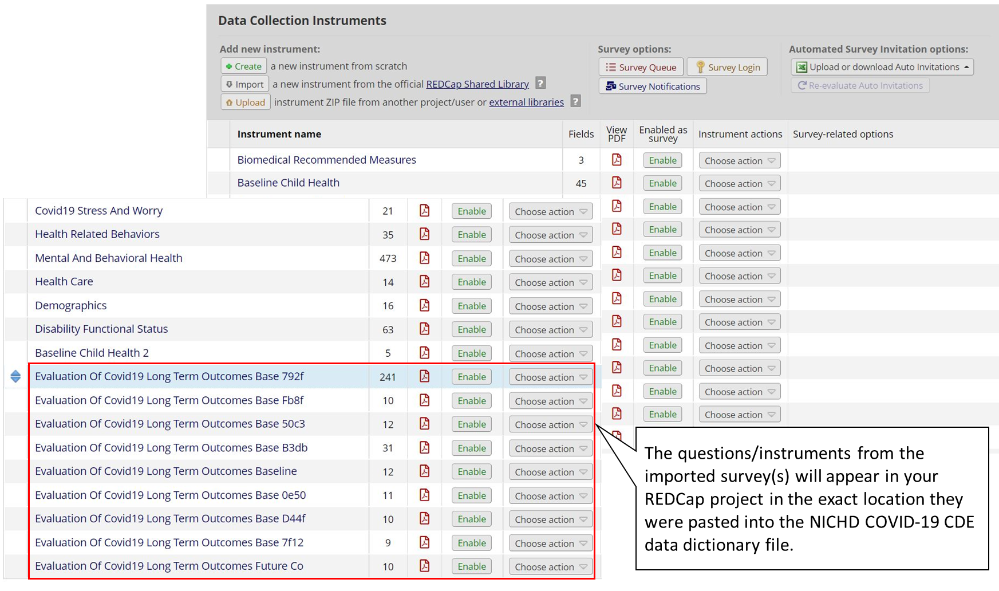 Data Collection Instruments
Add new instrument:
Create a new instrument from scratch
Import a new instrument from the official REDCap Shared Library ?
Upload instrument ZIP file from another project/user or external libraries ?
Survey options:
Survey Queue Survey Login
Survey Notifications
Automated Survey Invitation options:
Upload or download Auto Invitations
Re-evaluate Auto Invitations
Instrument name Fields View PDF Enabled as survey Instrument actions Survey-related options
Biomedical Recommended Measures 3 Enable Choose action
Baseline Child Health 45 Enable Choose action
Enable Choose action
Enable Choose action
Enable Choose action
Enable Choose action
Enable Choose action
Enable Choose action
Enable Choose action
Enable Choose action
Enable Choose action
Enable Choose action
Covid19 Stress And Worry 21 Enable Choose action
Health Related Behaviors 35 Enable Choose action
Mental And Behavioral Health 473 Enable Choose action
Health Care 14 Enable Choose action
Demographics 16 Enable Choose action
Disability Functional Status 63 Enable Choose action
Baseline Child Health 2 5 Enable Choose action
Evaluation Of Covid19 Long Term Outcomes Base 792f 241 Enable Choose action
Evaluation Of Covid19 Long Term Outcomes Base Fb8f 10 Enable Choose action
Evaluation Of Covid19 Long Term Outcomes Base 50c3 12 Enable Choose action
Evaluation Of Covid19 Long Term Outcomes Base B3db 31 Enable Choose action
Evaluation Of Covid19 Long Term Outcomes Baseline 12 Enable Choose action
Evaluation Of Covid19 Long Term Outcomes Base 0e50 11 Enable Choose action
Evaluation Of Covid19 Long Term Outcomes Base D44f 10 Enable Choose action
Evaluation Of Covid19 Long Term Outcomes Base 7f12 9 Enable Choose action
Evaluation Of Covid19 Long Term Outcomes Future Co 10 Enable Choose action
The questions/instruments from the
imported survey(s) will appear in your
REDCap project in the exact location they
were pasted into the NICHD COVID-19 CDE
data dictionary file.